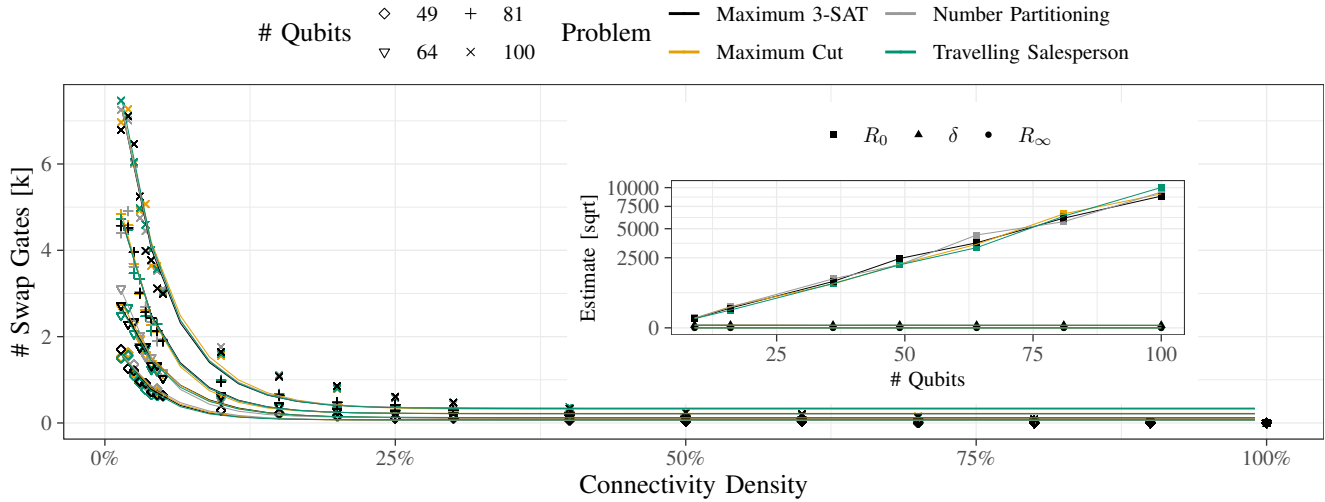 # Qubits
49
81
64
100
Problem
Maximum 3-SAT
Number Partitioning
Maximum Cut
Travelling Salesperson
# Swap Gates [k]
6
4
2
0
0%
25%
50%
75%
100%
Connectivity Density
R₀
δ
R∞
Estimate [sqrt]
10000
7500
5000
2500
0
25
50
75
100
# Qubits